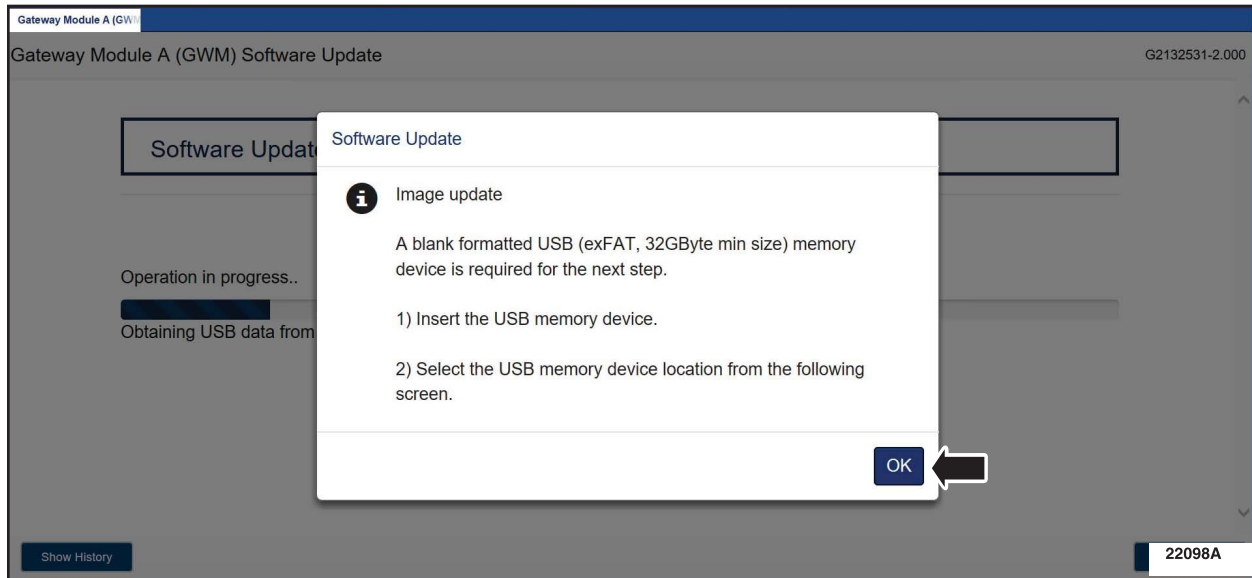 Gateway Module A (GW
Gateway Module A (GWM) Software Update
G2132531-2.000
Software Updat
Software Update
Image update
A blank formatted USB (exFAT, 32GByte min size) memory
device is required for the next step.
Operation in progress..
1) Insert the USB memory device.
Obtaining USB data from
2) Select the USB memory device location from the following
screen.
OK
Show History
22098A